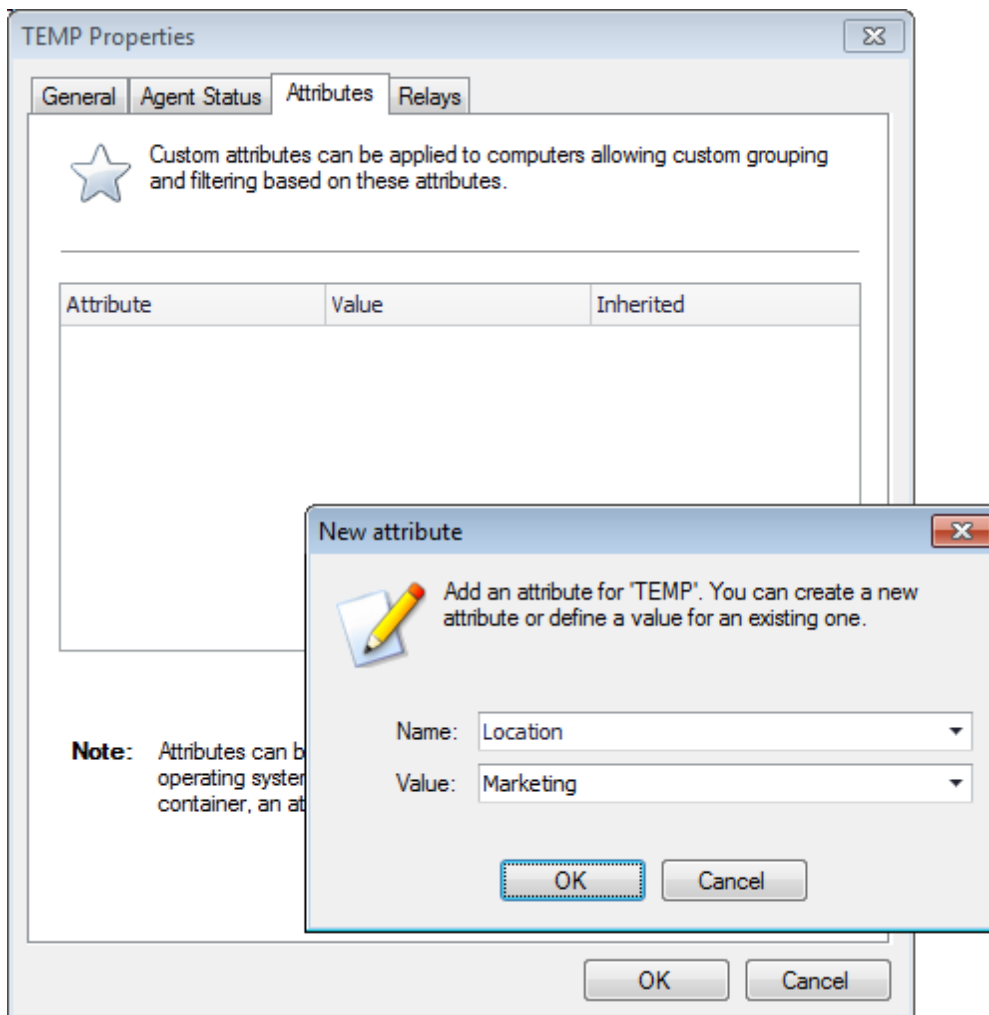 TEMP Properties
General Agent Status Attributes Relays
Custom attributes can be applied to computers allowing custom grouping
and filtering based on these attributes.
Attribute Value Inherited
New attribute
Add an attribute for 'TEMP'. You can create a new
attribute or define a value for an existing one.
Name: Location
Value: Marketing
OK Cancel
Note: Attributes can b
operating system
container, an at
OK Cancel